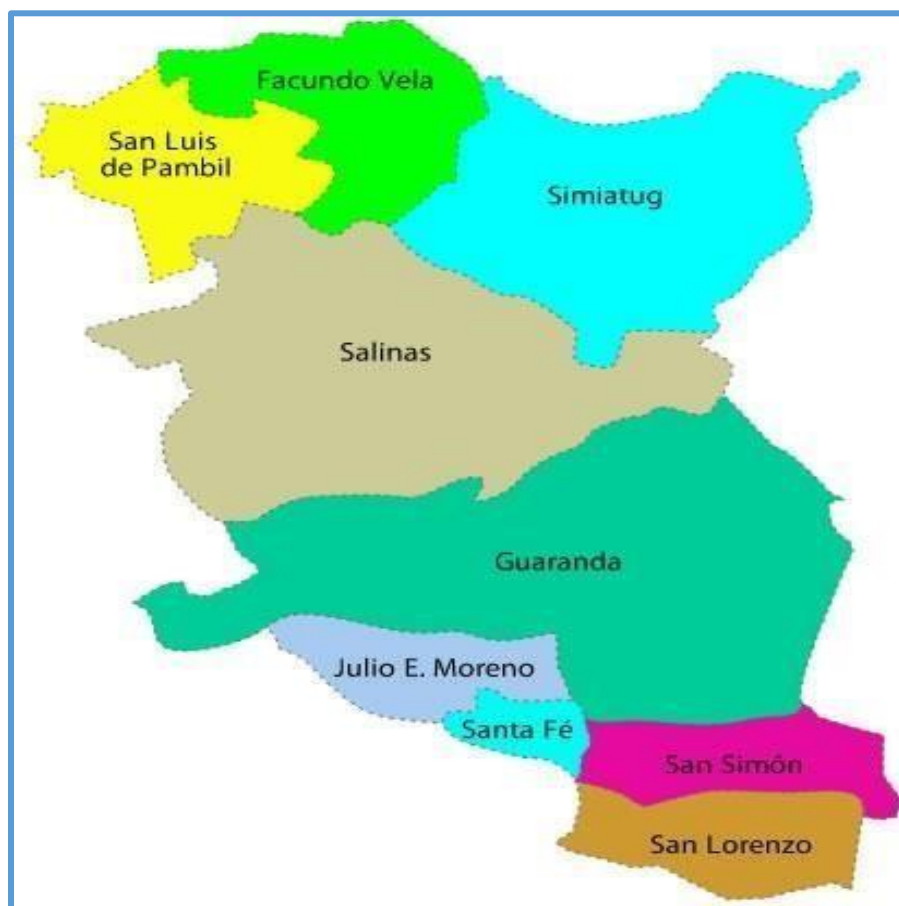 Facundo Vela
San Luis
de Pambil
Simiatug
Salinas
Guaranda
Julio E. Moreno
Santa Fé
San Simón
San Lorenzo